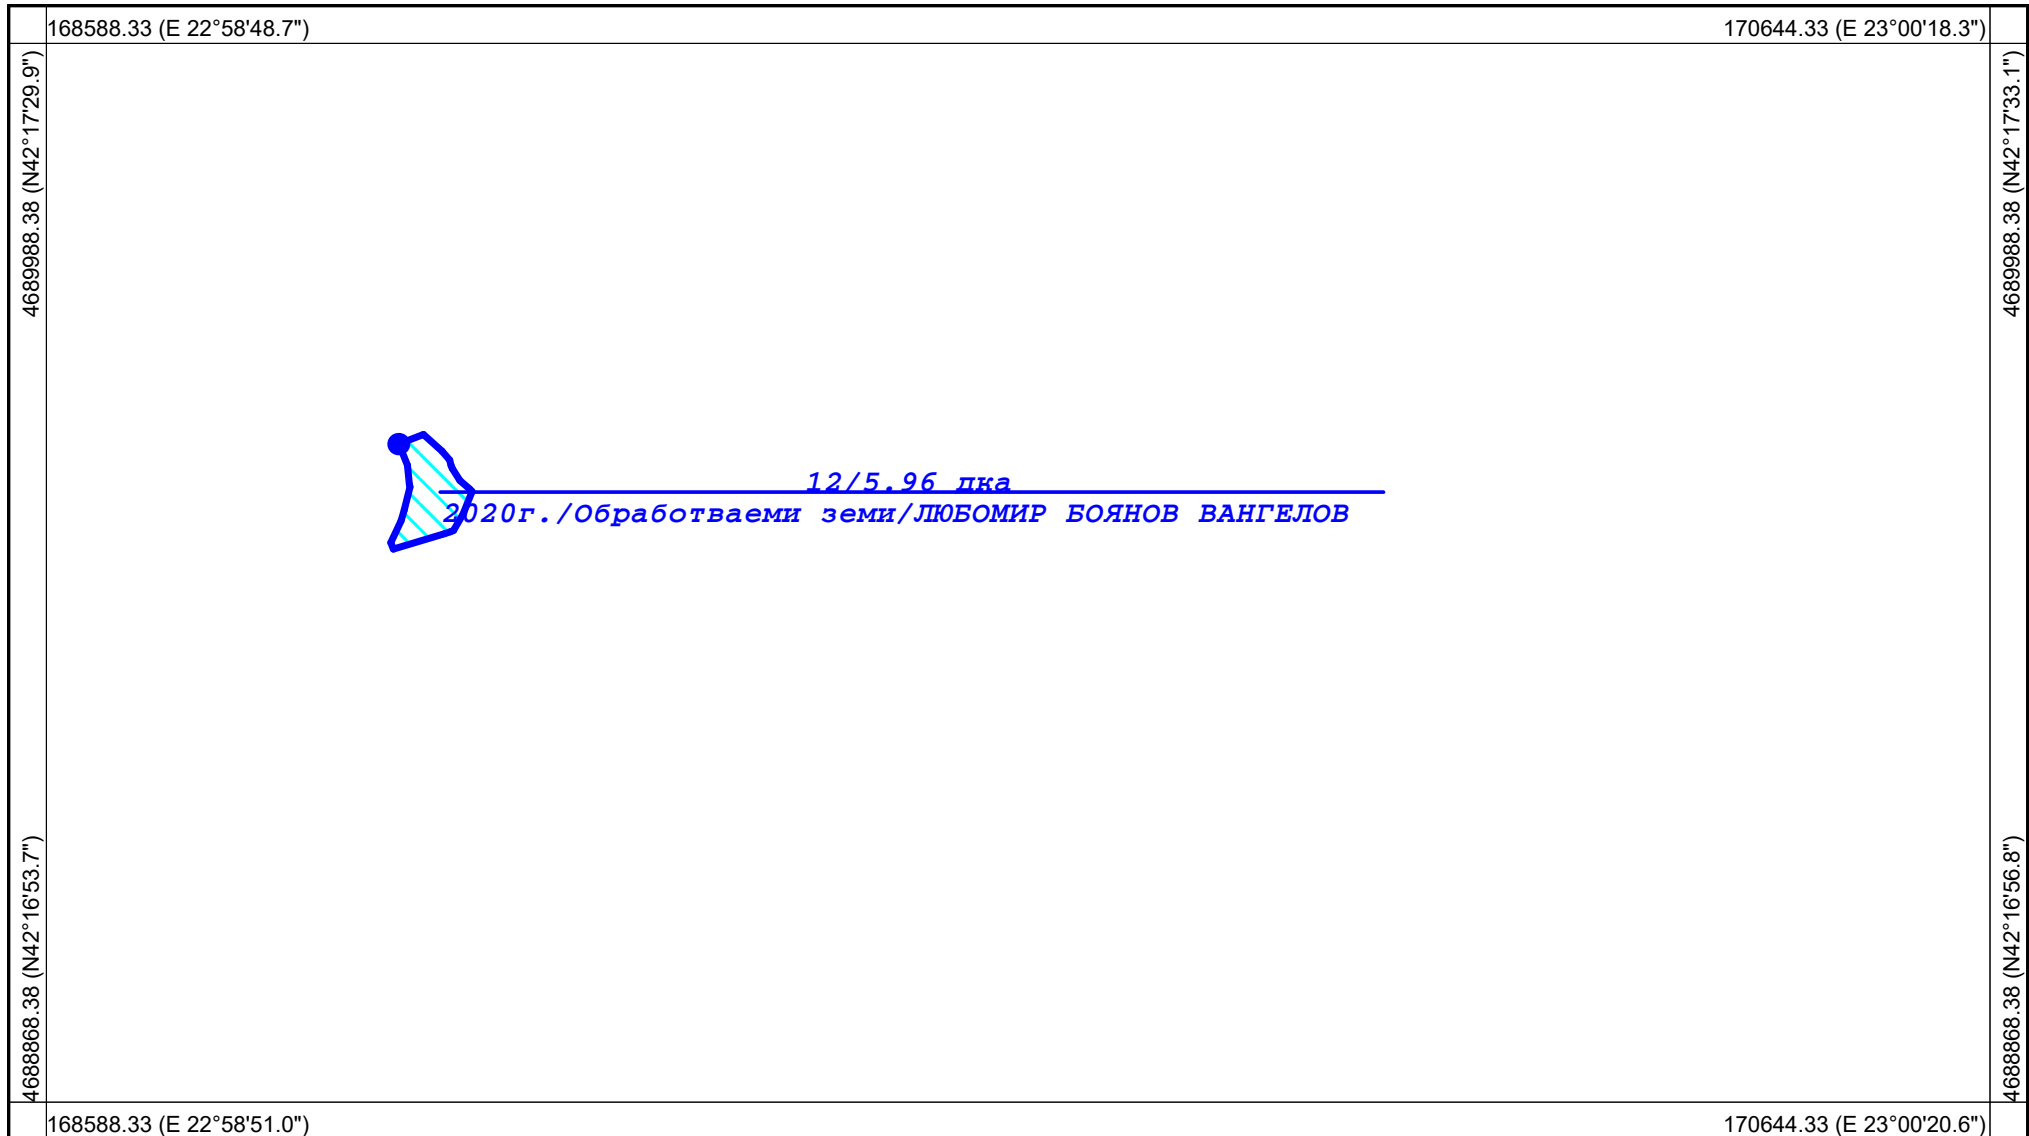 168588.33 (E 22°58'48.7")
170644.33 (E 23°00'18.3")
4689988.38 (N42°17'29.9")
4689988.38 (N42°17'33.1")
12/5.96 дка
2020г./Обработваеми земи/ЛЮБОМИР БОЯНОВ ВАНГЕЛОВ
4688868.38 (N42°16'53.7")
4688868.38 (N42°16'56.8")
168588.33 (E 22°58'51.0")
170644.33 (E 23°00'20.6")